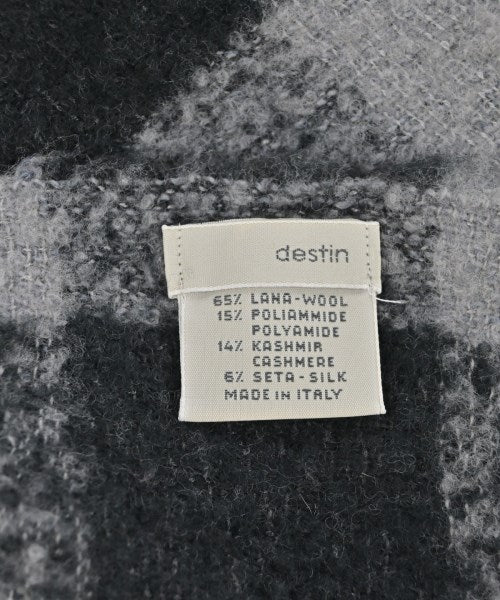 destin
65% LANA-WOOL
15% POLIAMMIDE
POLYAMIDE
14% KASHMIR
CASHMERE
6% SETA-SILK
MADE IN ITALY